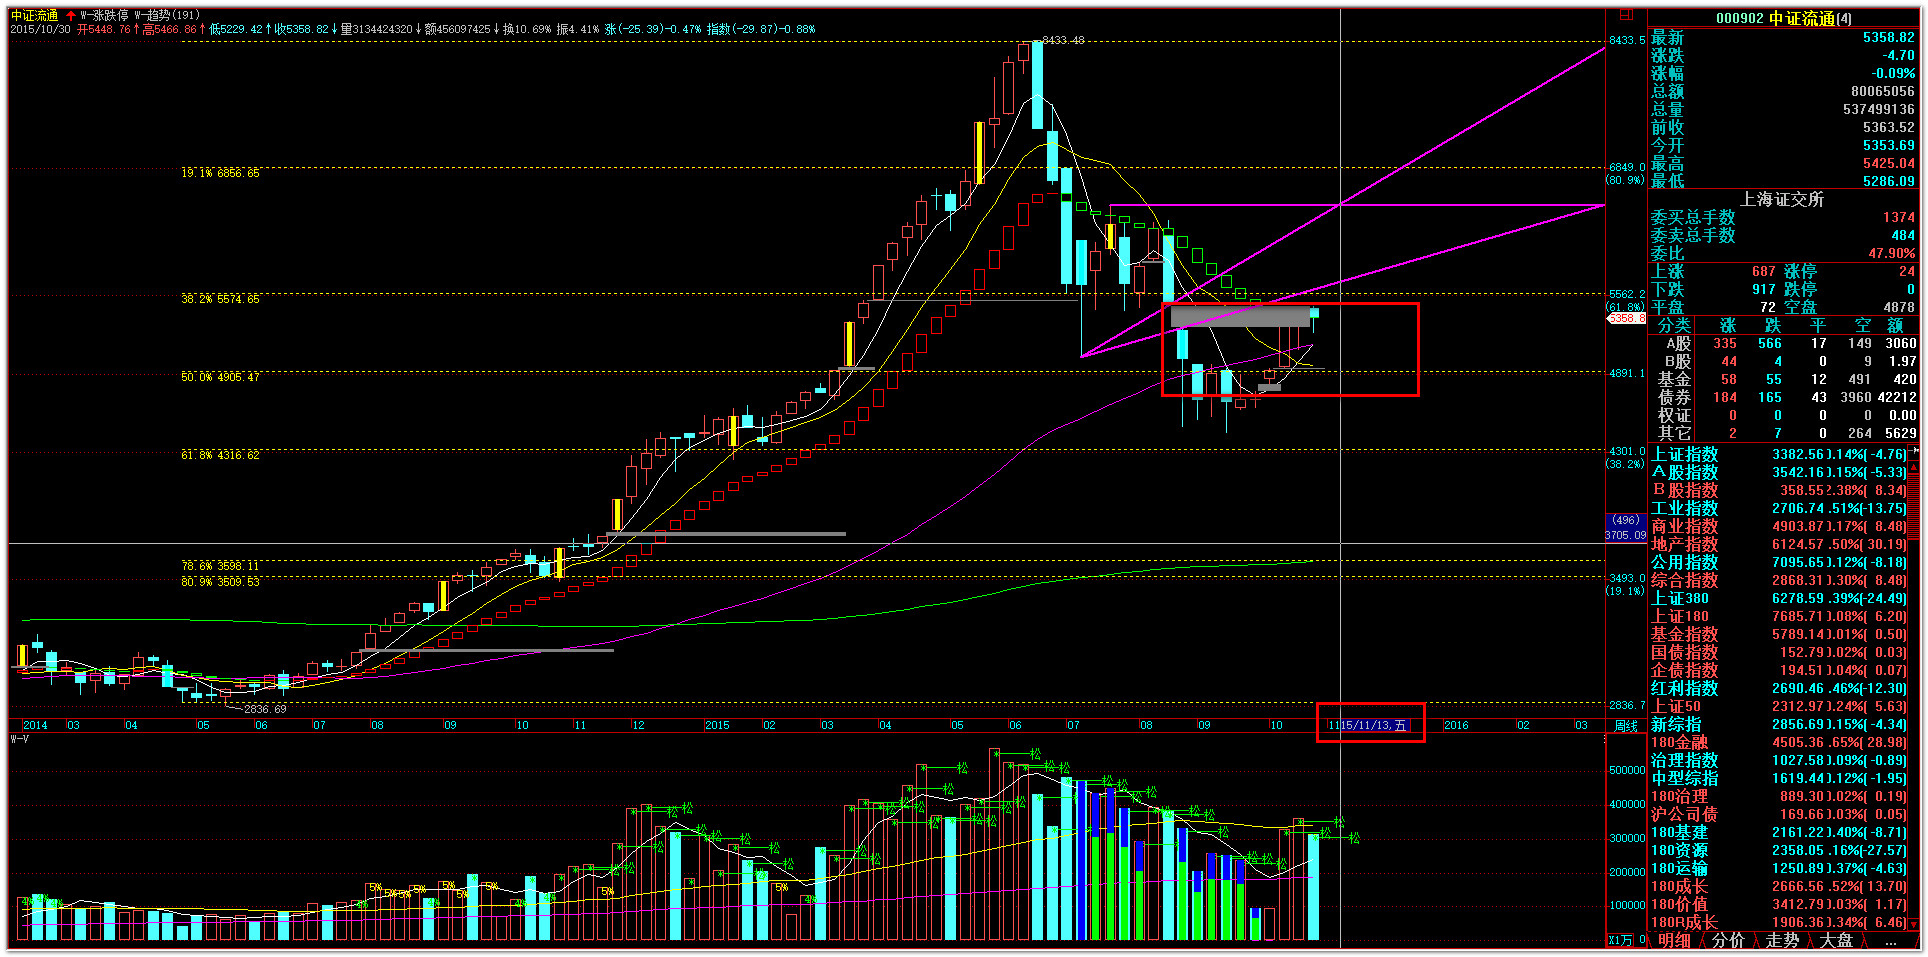 中证流通 ↑ W-涨跌停 W-趋势(191)
2015/10/30 开5448.76↑高5466.86↑低5229.42↑收5358.82↓量3134424320↓额456097425↓换10.69% 振4.41% 涨(-25.39)-0.47% 指数(-29.87)-0.88%
日
8433.48
8433.5
19.1% 6856.65
6849.0
(80.9%)
38.2% 5574.65
5562.2
(61.8%)
5358.8
50.0% 4905.47
4891.1
61.8% 4316.62
4301.0
(38.2%)
(496)
3705.09
78.6% 3598.11
80.9% 3509.53
3493.0
(19.1%)
2836.69
2836.7
2014 03 04 05 06 07 08 09 10 11 12 2015 02 03 04 05 06 07 08 09 10 11 15/11/13,五 2016 02 03 周线
W-V
500000
400000
300000
200000
100000
X1万 0
000902 中证流通(4)
最新 5358.82
涨跌 -4.70
涨幅 -0.09%
总额 80065056
总量 537499136
前收 5363.52
今开 5353.69
最高 5425.04
最低 5286.09
上海证交所
委买总手数 1374
委卖总手数 484
委比 47.90%
上涨 687 涨停 24
下跌 917 跌停 0
平盘 72 空盘 4878
分类 涨 跌 平 空 额
A股 335 566 17 149 3060
B股 44 4 0 9 1.97
基金 58 55 12 491 420
债券 184 165 43 3960 42212
权证 0 0 0 0 0.00
其它 2 7 0 264 5629
上证指数 3382.56 0.14%( -4.76)
A股指数 3542.16 0.15%( -5.33)
B股指数 358.55 2.38%( 8.34)
工业指数 2706.74 .51%(-13.75)
商业指数 4903.87 0.17%( 8.48)
地产指数 6124.57 .50%( 30.19)
公用指数 7095.65 0.12%( -8.18)
综合指数 2868.31 0.30%( 8.48)
上证380 6278.59 .39%(-24.49)
上证180 7685.71 0.08%( 6.20)
基金指数 5789.14 0.01%( 0.50)
国债指数 152.79 0.02%( 0.03)
企债指数 194.51 0.04%( 0.07)
红利指数 2690.46 .46%(-12.30)
上证50 2312.97 0.24%( 5.63)
新综指 2856.69 0.15%( -4.34)
180金融 4505.36 .65%( 28.98)
治理指数 1027.58 0.09%( -0.89)
中型综指 1619.44 0.12%( -1.95)
180治理 889.30 0.02%( 0.19)
沪公司债 169.66 0.03%( 0.05)
180基建 2161.22 0.40%( -8.71)
180资源 2358.05 .16%(-27.57)
180运输 1250.89 0.37%( -4.63)
180成长 2666.56 .52%( 13.70)
180价值 3412.79 0.03%( 1.17)
180R成长 1906.36 0.34%( 6.46)
明细 分价 走势 大盘 ...